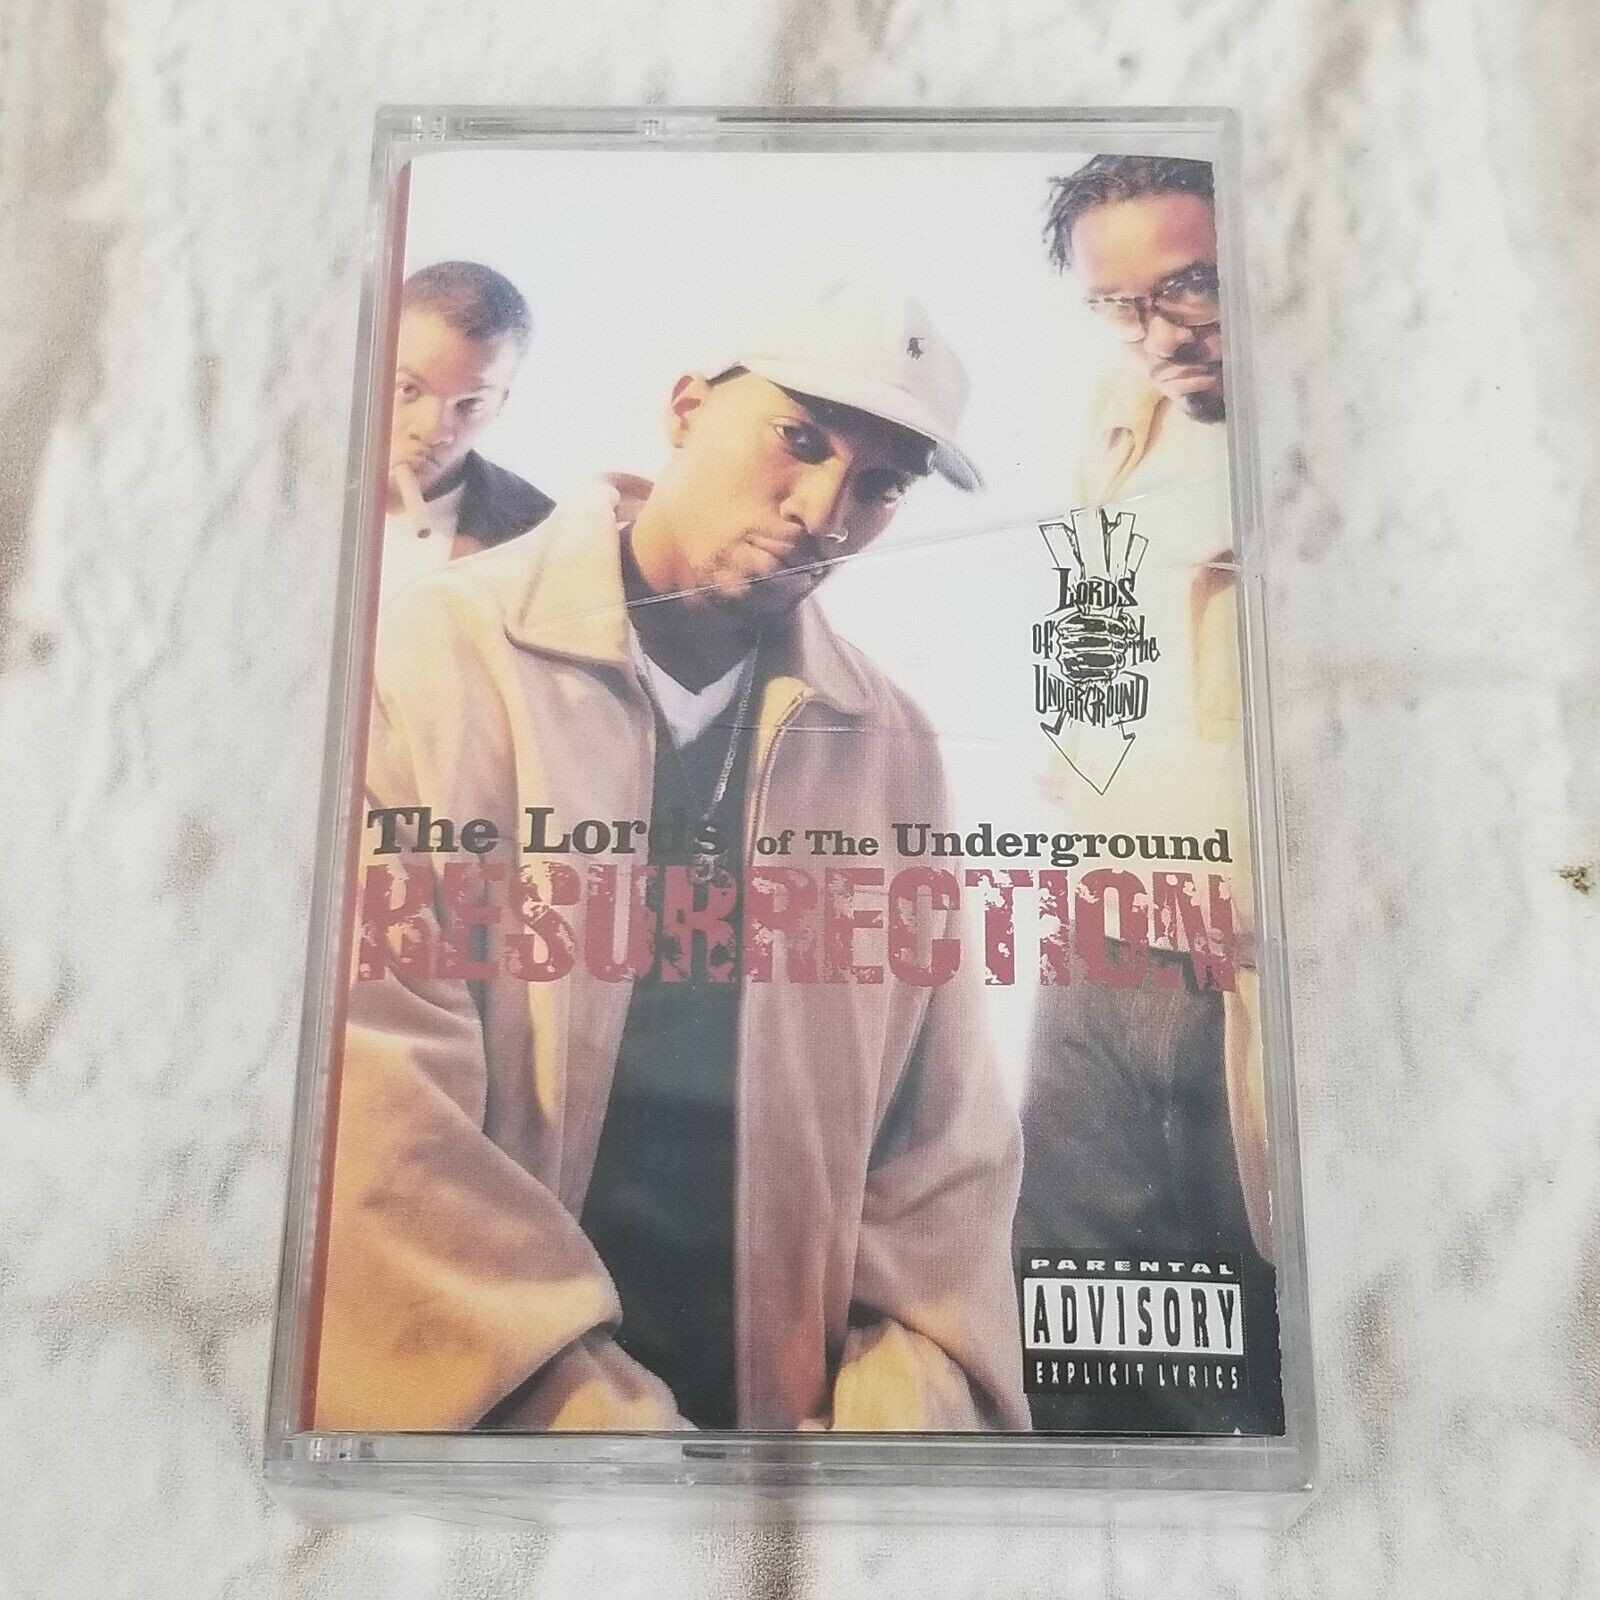 LORDS
OF THE
UNDERGROUND
The Lords of The Underground
RESURRECTION
PARENTAL
ADVISORY
EXPLICIT LYRICS